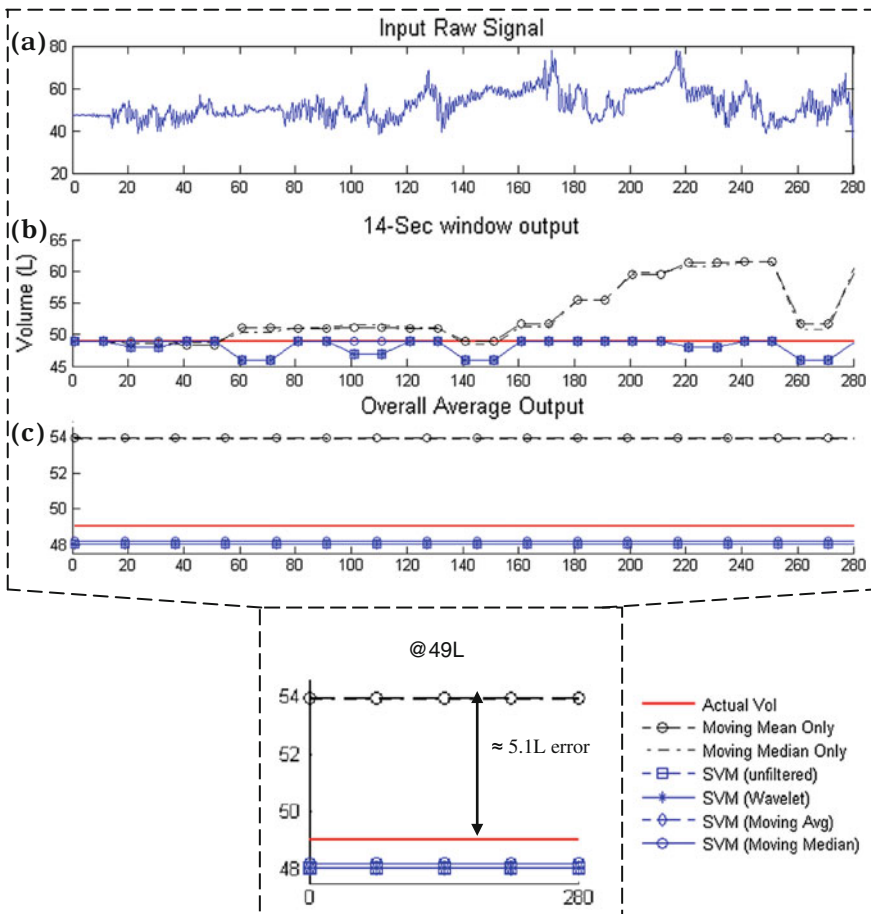 (a)
Input Raw Signal
80
60
40
20
0 20 40 60 80 100 120 140 160 180 200 220 240 260 280
(b)
14-Sec window output
Volume (L)
65
60
55
50
45
0 20 40 60 80 100 120 140 160 180 200 220 240 260 280
(c)
Overall Average Output
54
52
50
48
0 20 40 60 80 100 120 140 160 180 200 220 240 260 280
@49L
54
52
50
48
0 280
≈ 5.1L error
Actual Vol
Moving Mean Only
Moving Median Only
SVM (unfiltered)
SVM (Wavelet)
SVM (Moving Avg)
SVM (Moving Median)